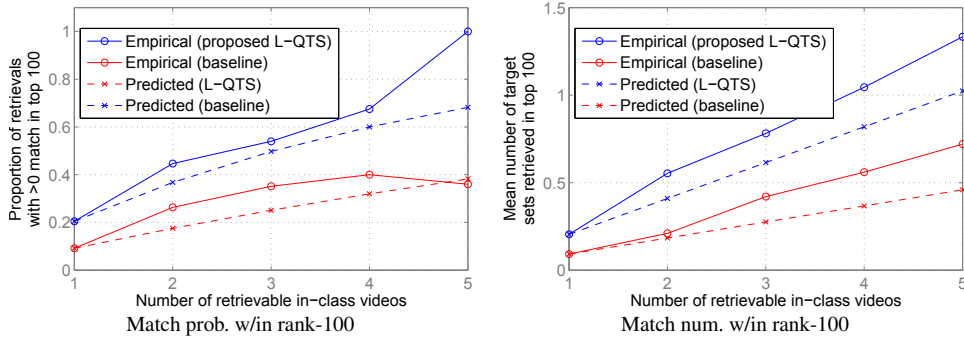 Proportion of retrievals
with >0 match in top 100
1
0.8
0.6
0.4
0.2
0
Empirical (proposed L−QTS)
Empirical (baseline)
Predicted (L−QTS)
Predicted (baseline)
1 2 3 4 5
Number of retrievable in−class videos
Match prob. w/in rank-100
Mean number of target
sets retrieved in top 100
1.5
1
0.5
0
Empirical (proposed L−QTS)
Empirical (baseline)
Predicted (L−QTS)
Predicted (baseline)
1 2 3 4 5
Number of retrievable in−class videos
Match num. w/in rank-100